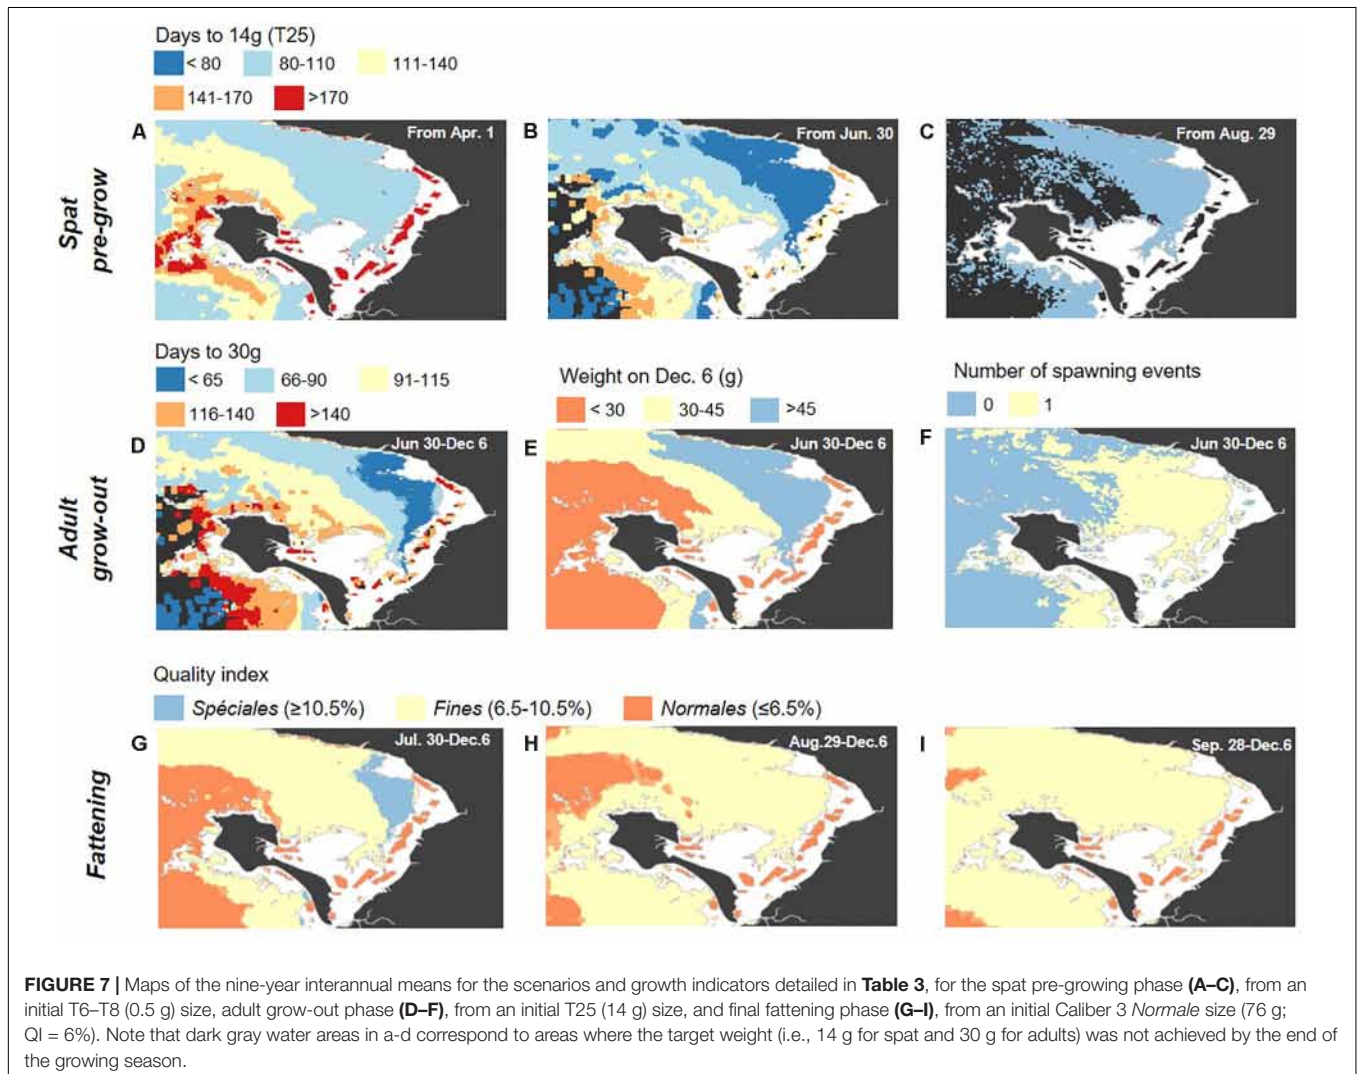 Days to 14g (T25)
< 80 80-110 111-140
141-170 >170
A From Apr. 1 B From Jun. 30 C From Aug. 29
Spat
pre-grow
Days to 30g
< 65 66-90 91-115
116-140 >140
Weight on Dec. 6 (g)
< 30 30-45 >45
Number of spawning events
0 1
D Jun 30-Dec 6 E Jun 30-Dec 6 F Jun 30-Dec 6
Adult
grow-out
Quality index
Spéciales (≥10.5%) Fines (6.5-10.5%) Normales (≤6.5%)
G Jul. 30-Dec.6 H Aug.29-Dec.6 I Sep. 28-Dec.6
Fattening
FIGURE 7 | Maps of the nine-year interannual means for the scenarios and growth indicators detailed in Table 3, for the spat pre-growing phase (A–C), from an
initial T6–T8 (0.5 g) size, adult grow-out phase (D–F), from an initial T25 (14 g) size, and final fattening phase (G–I), from an initial Caliber 3 Normale size (76 g;
QI = 6%). Note that dark gray water areas in a-d correspond to areas where the target weight (i.e., 14 g for spat and 30 g for adults) was not achieved by the end of
the growing season.